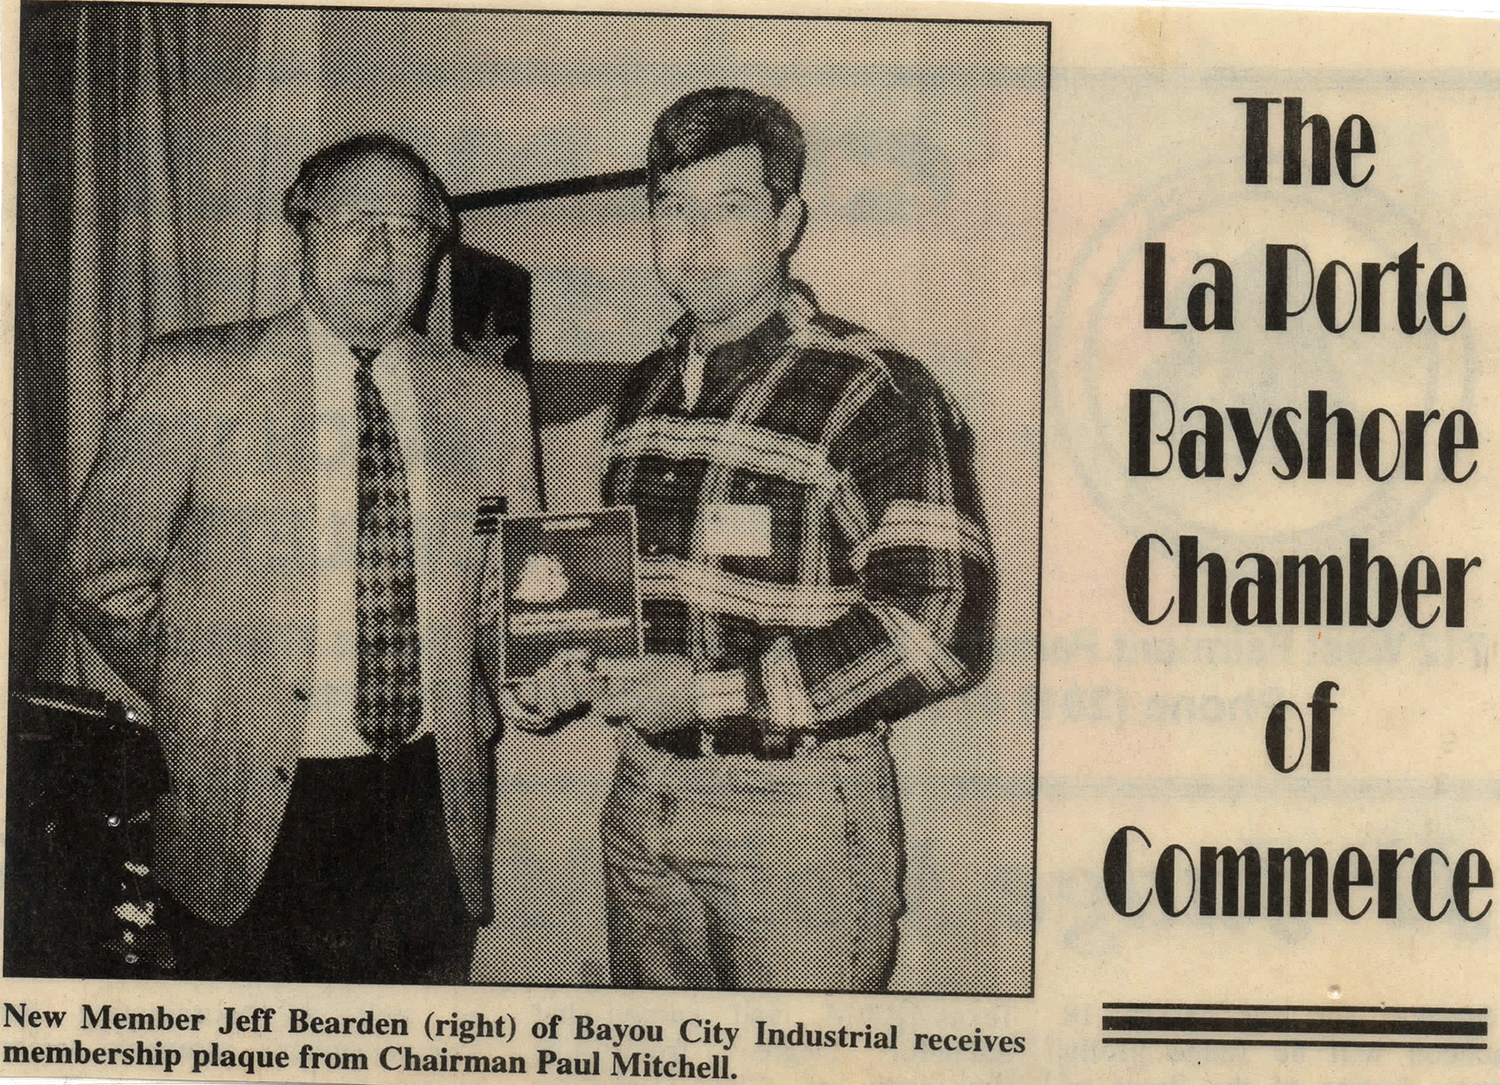 The
La Porte
Bayshore
Chamber
of
Commerce
New Member Jeff Bearden (right) of Bayou City Industrial receives
membership plaque from Chairman Paul Mitchell.